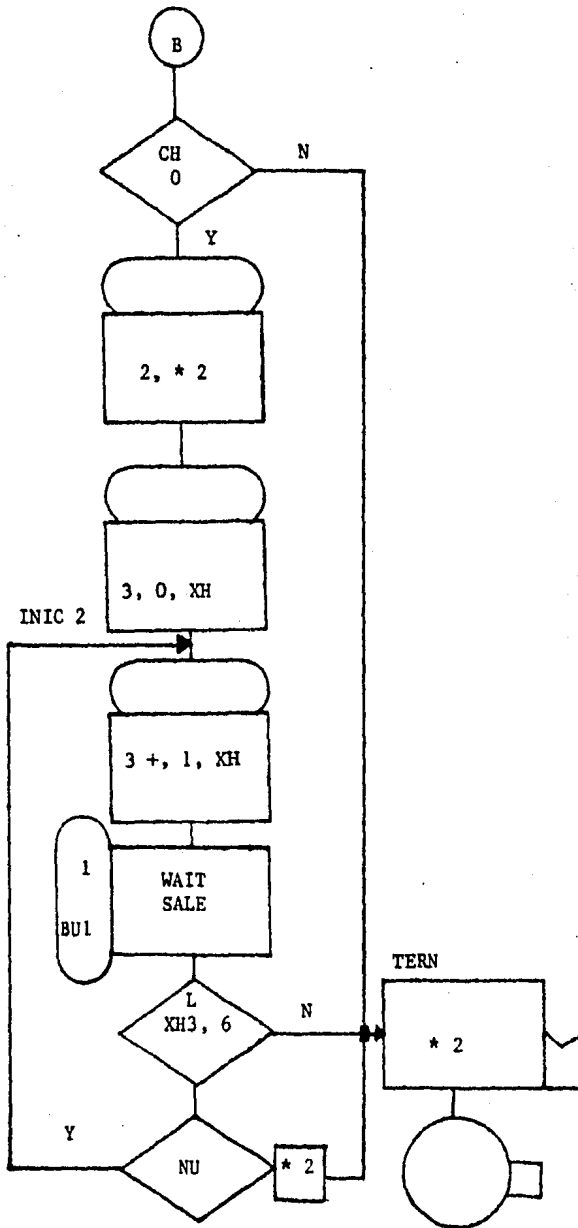 B
CH
0
N
Y
2, * 2
3, 0, XH
INIC 2
3 +, 1, XH
1
BU1
WAIT
SALE
TERN
L
XH3, 6
N
* 2
Y
NU
* 2